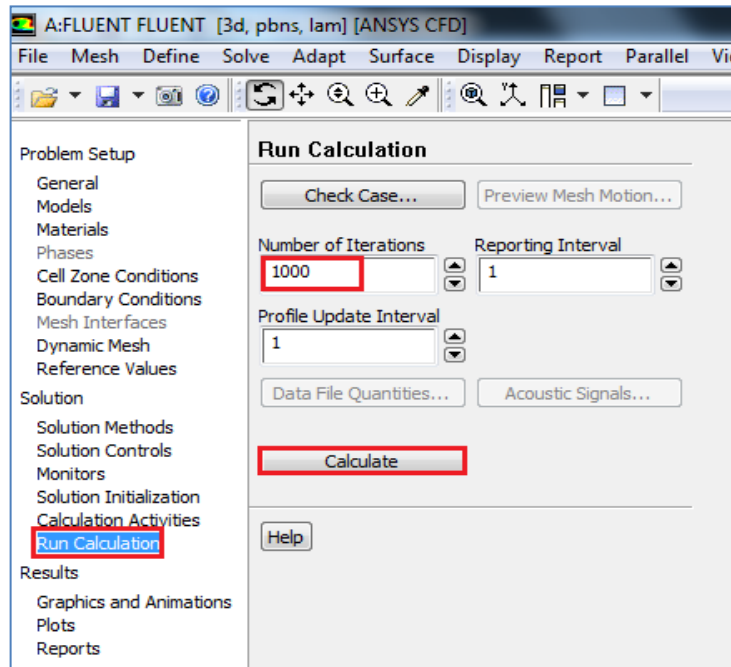 A:FLUENT FLUENT [3d, pbns, lam] [ANSYS CFD]
File Mesh Define Solve Adapt Surface Display Report Parallel Vi
Problem Setup
General
Models
Materials
Phases
Cell Zone Conditions
Boundary Conditions
Mesh Interfaces
Dynamic Mesh
Reference Values
Solution
Solution Methods
Solution Controls
Monitors
Solution Initialization
Calculation Activities
Run Calculation
Results
Graphics and Animations
Plots
Reports
Run Calculation
Check Case... Preview Mesh Motion...
Number of Iterations Reporting Interval
1000 1
Profile Update Interval
1
Data File Quantities... Acoustic Signals...
Calculate
Help